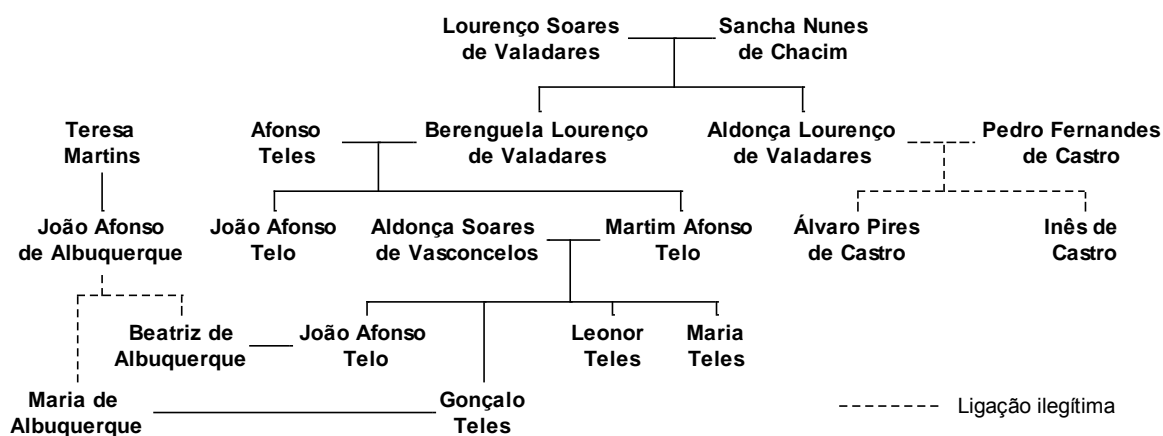 Lourenço Soares
de Valadares
Sancha Nunes
de Chacim
Teresa
Martins
Afonso
Teles
Berenguela Lourenço
de Valadares
Aldonça Lourenço
de Valadares
Pedro Fernandes
de Castro
João Afonso
de Albuquerque
João Afonso
Telo
Aldonça Soares
de Vasconcelos
Martim Afonso
Telo
Álvaro Pires
de Castro
Inês de
Castro
Beatriz de
Albuquerque
João Afonso
Telo
Leonor
Teles
Maria
Teles
Maria de
Albuquerque
Gonçalo
Teles
Ligação ilegítima